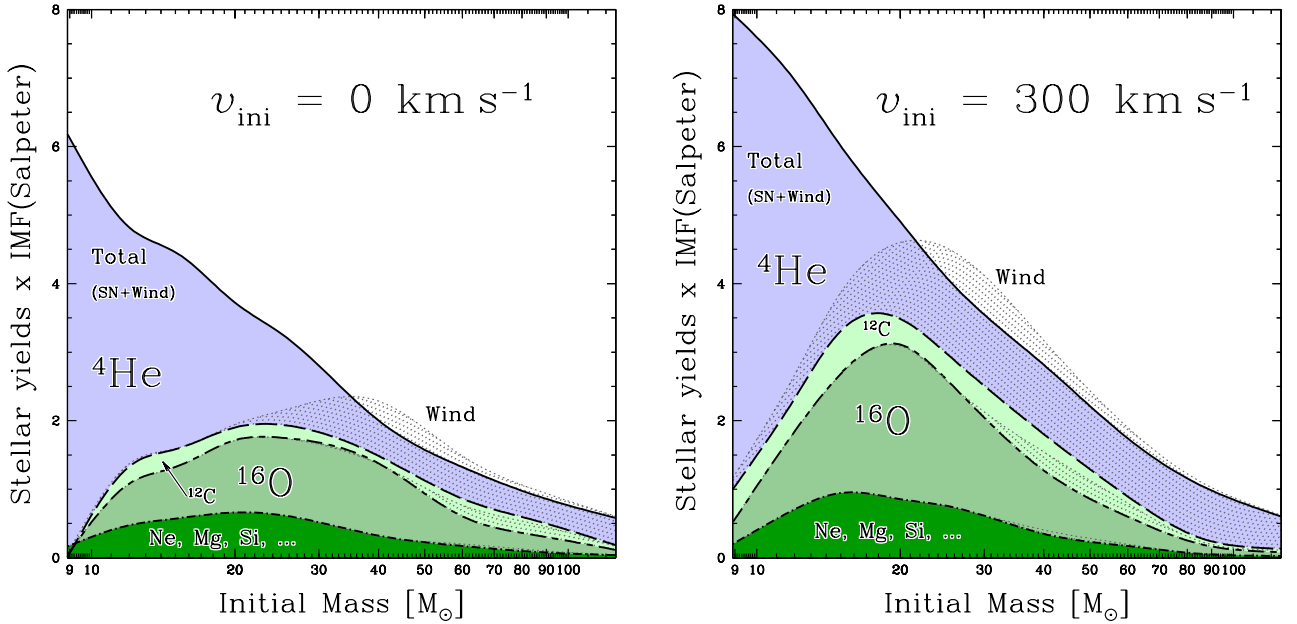 Stellar yields x IMF(Salpeter)
8
6
4
2
0
v_ini = 0 km s⁻¹
Total
(SN+Wind)
⁴He
Wind
¹²C
¹⁶O
Ne, Mg, Si, ...
9 10 20 30 40 50 60 70 80 90 100
Initial Mass [M☉]
Stellar yields x IMF(Salpeter)
8
6
4
2
0
v_ini = 300 km s⁻¹
Total
(SN+Wind)
⁴He
Wind
¹²C
¹⁶O
Ne, Mg, Si, ...
9 10 20 30 40 50 60 70 80 90 100
Initial Mass [M☉]